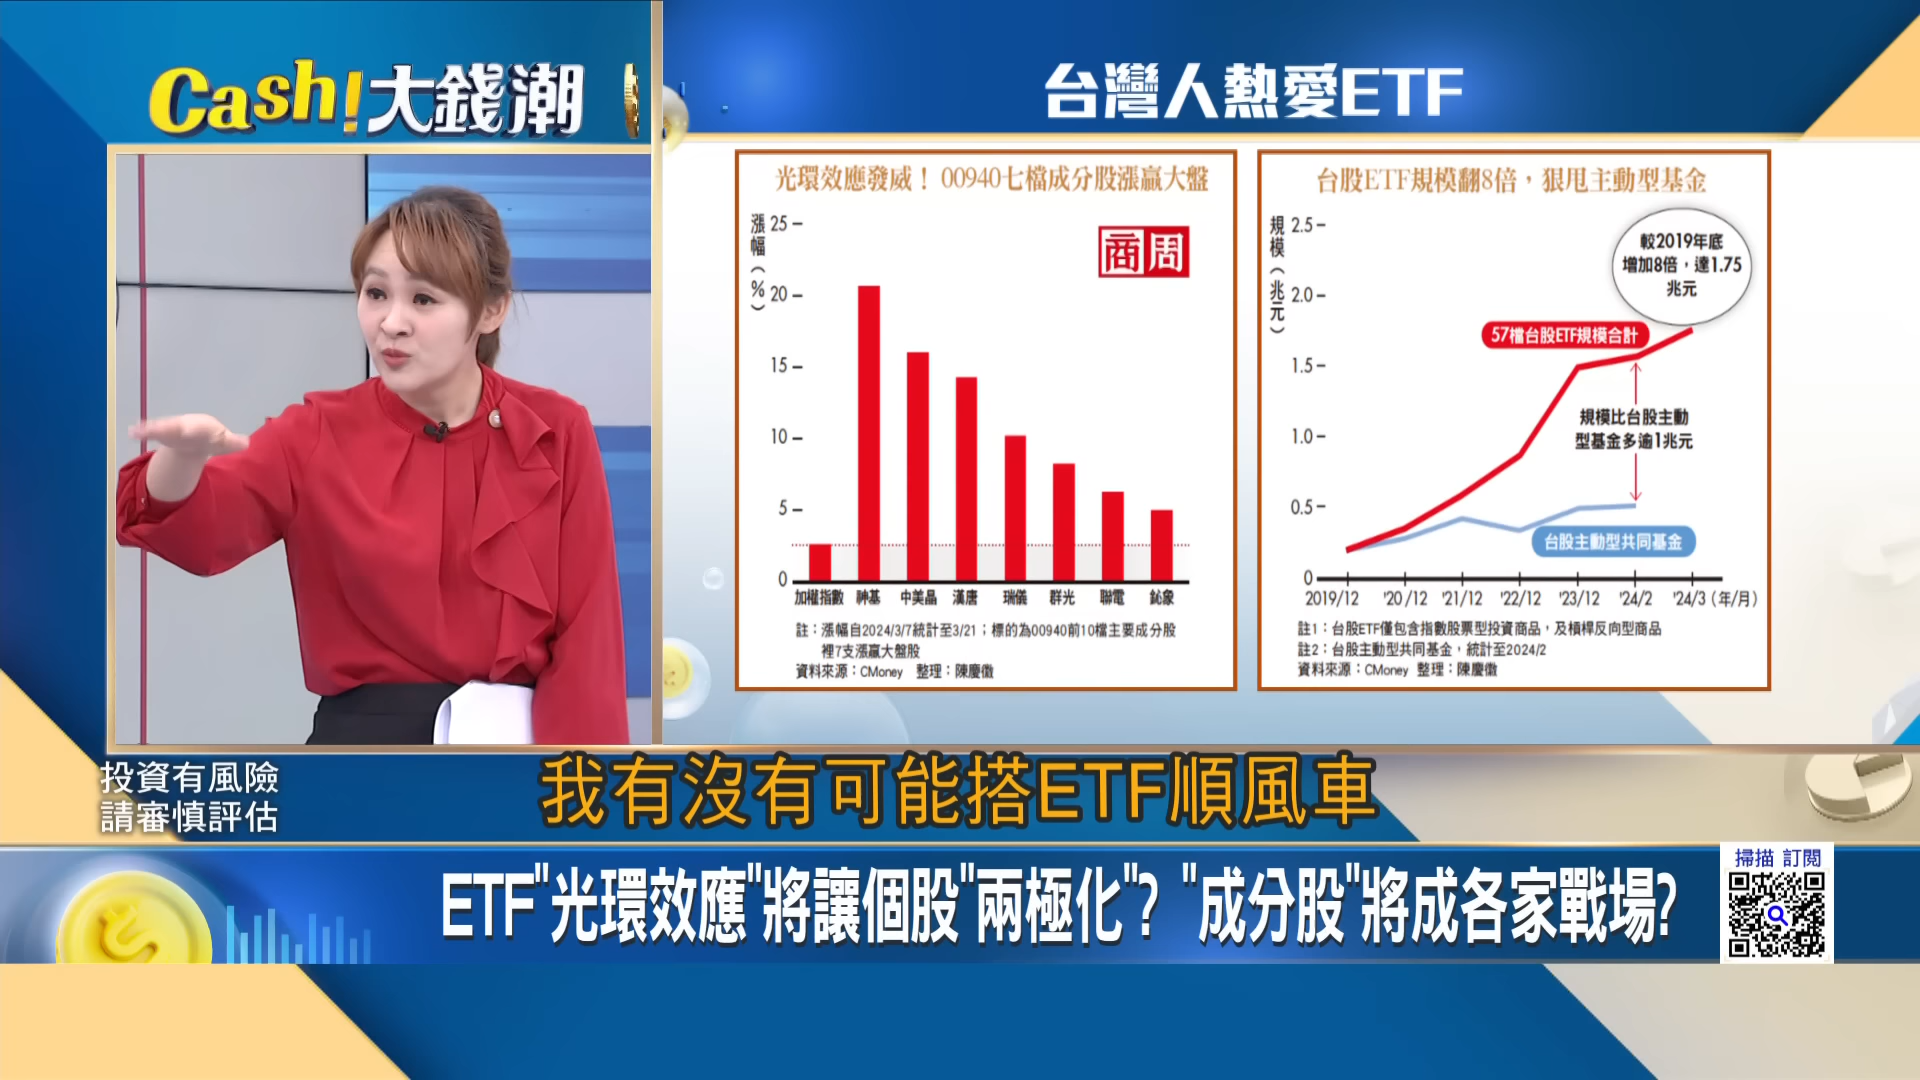 Cash!大錢潮
台灣人熱愛ETF
光環效應發威！ 00940七檔成分股漲贏大盤
漲幅（%）
25
20
15
10
5
0
商周
加權指數 神基 中美晶 漢唐 瑞儀 群光 聯電 鈊象
註：漲幅自2024/3/7統計至3/21；標的為00940前10檔主要成分股
裡7支漲贏大盤股
資料來源：CMoney 整理：陳慶徽
台股ETF規模翻8倍，狠甩主動型基金
規模（兆元）
2.5
2.0
1.5
1.0
0.5
0
較2019年底
增加8倍，達1.75
兆元
57檔台股ETF規模合計
規模比台股主動
型基金多逾1兆元
台股主動型共同基金
2019/12 '20/12 '21/12 '22/12 '23/12 '24/2 '24/3（年/月）
註1：台股ETF僅包含指數股票型投資商品，及槓桿反向型商品
註2：台股主動型共同基金，統計至2024/2
資料來源：CMoney 整理：陳慶徽
投資有風險
請審慎評估
我有沒有可能搭ETF順風車
ETF"光環效應"將讓個股"兩極化"? "成分股"將成各家戰場?
掃描 訂閱